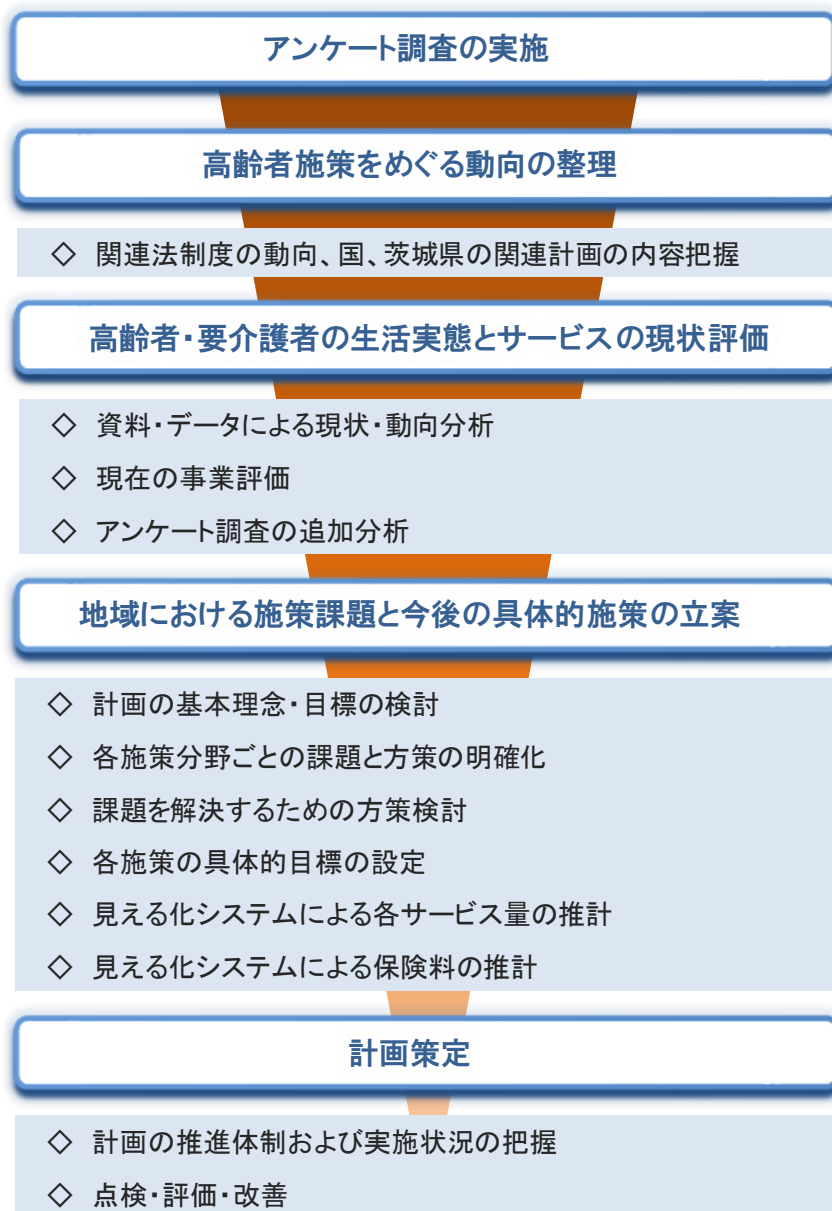 アンケート調査の実施
高齢者施策をめぐる動向の整理
◇ 関連法制度の動向、国、茨城県の関連計画の内容把握
高齢者・要介護者の生活実態とサービスの現状評価
◇ 資料・データによる現状・動向分析
◇ 現在の事業評価
◇ アンケート調査の追加分析
地域における施策課題と今後の具体的施策の立案
◇ 計画の基本理念・目標の検討
◇ 各施策分野ごとの課題と方策の明確化
◇ 課題を解決するための方策検討
◇ 各施策の具体的目標の設定
◇ 見える化システムによる各サービス量の推計
◇ 見える化システムによる保険料の推計
計画策定
◇ 計画の推進体制および実施状況の把握
◇ 点検・評価・改善